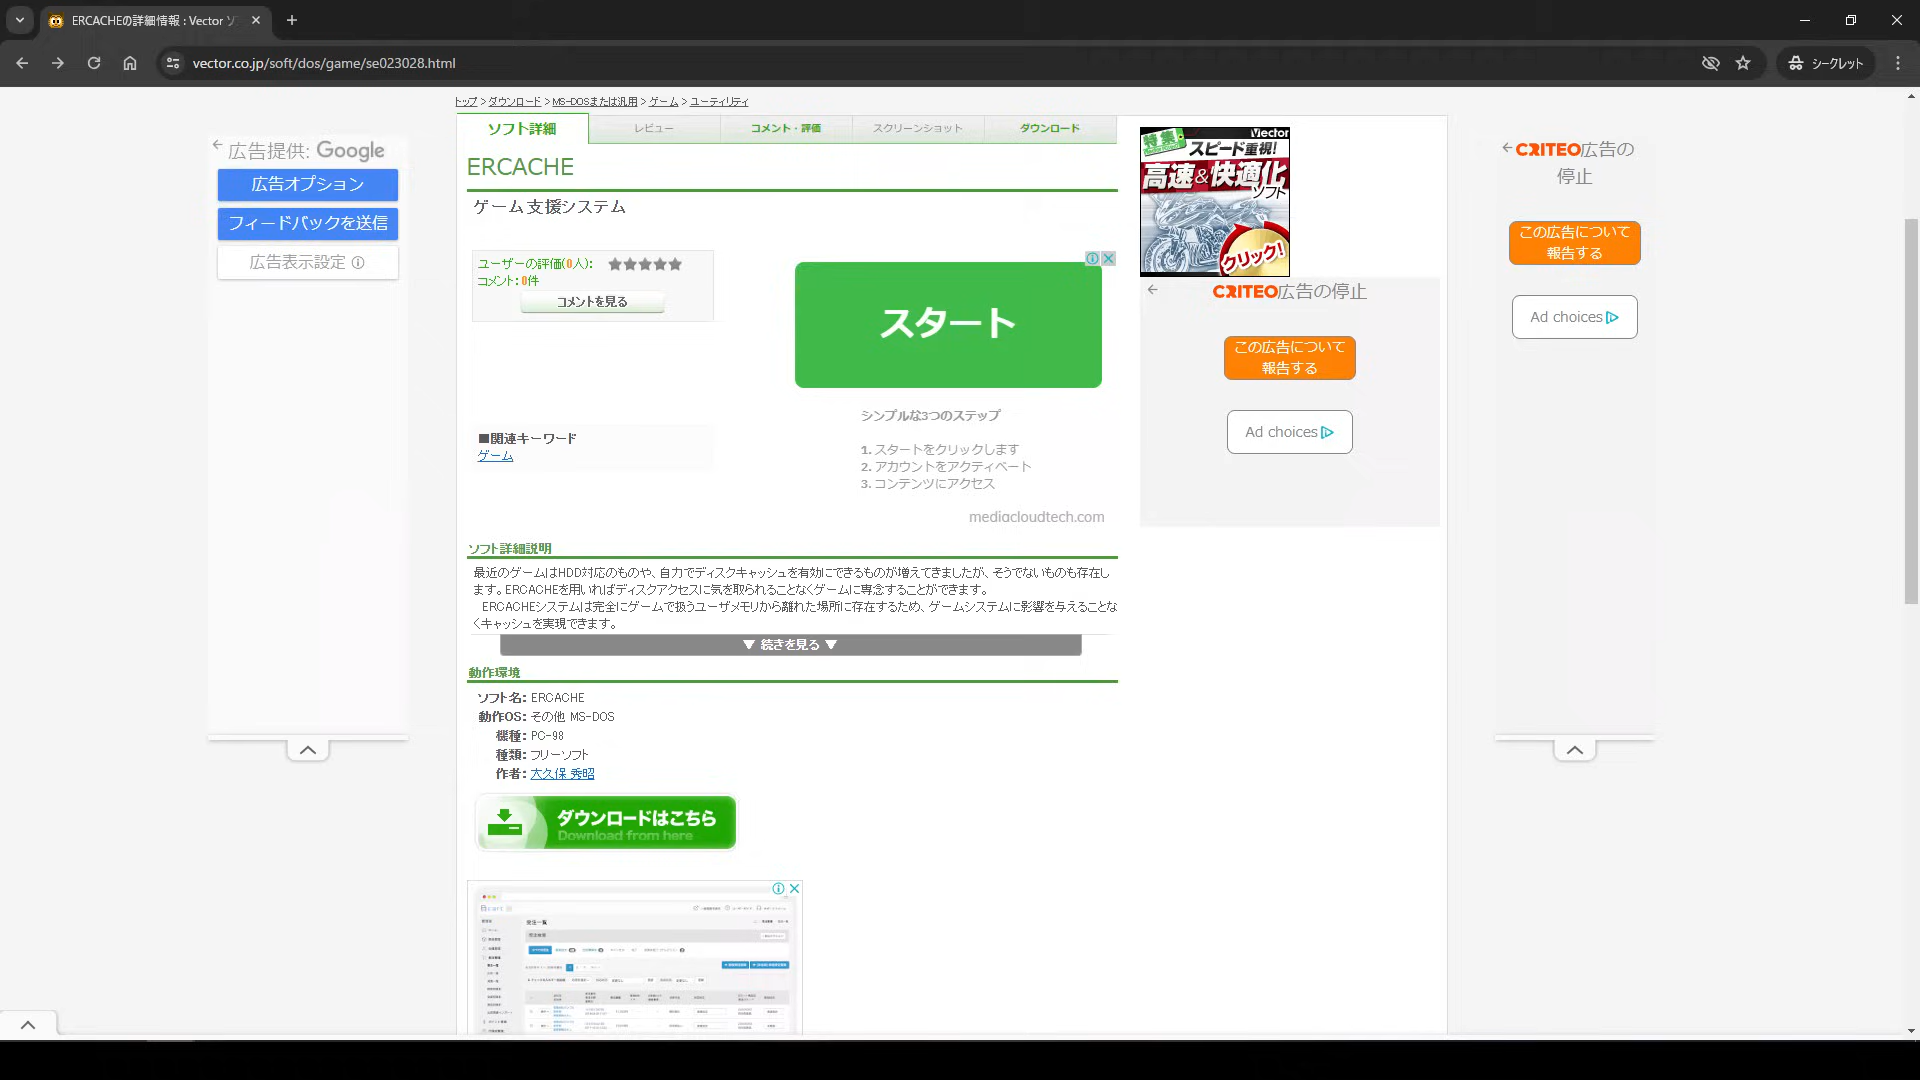 ERCACHEの詳細情報 : Vector ソ
vector.co.jp/soft/dos/game/se023028.html
シークレット
トップ > ダウンロード > MS-DOSまたは汎用 > ゲーム > ユーティリティ
ソフト詳細
レビュー
コメント・評価
スクリーンショット
ダウンロード
ERCACHE
ゲーム支援システム
ユーザーの評価(0人):
コメント:0件
コメントを見る
■関連キーワード
ゲーム
スタート
シンプルな3つのステップ
1. スタートをクリックします
2. アカウントをアクティベート
3. コンテンツにアクセス
mediacloudtech.com
ソフト詳細説明
最近のゲームはHDD対応のものや、自力でディスクキャッシュを有効にできるものが増えてきましたが、そうでないものも存在し
ます。ERCACHEを用いればディスクアクセスに気を取られることなくゲームに専念することができます。
ERCACHEシステムは完全にゲームで扱うユーザメモリから離れた場所に存在するため、ゲームシステムに影響を与えることな
くキャッシュを実現できます。
▼ 続きを見る ▼
動作環境
ソフト名: ERCACHE
動作OS: その他 MS-DOS
機種: PC-98
種類: フリーソフト
作者: 大久保 秀昭
ダウンロードはこちら
Download from here
広告提供: Google
広告オプション
フィードバックを送信
広告表示設定
特集
Vector
スピード重視!
高速&快適化
ソフト
クリック!
CRITEO広告の停止
この広告について
報告する
Ad choices
CRITEO広告の
停止
この広告について
報告する
Ad choices
受注一覧